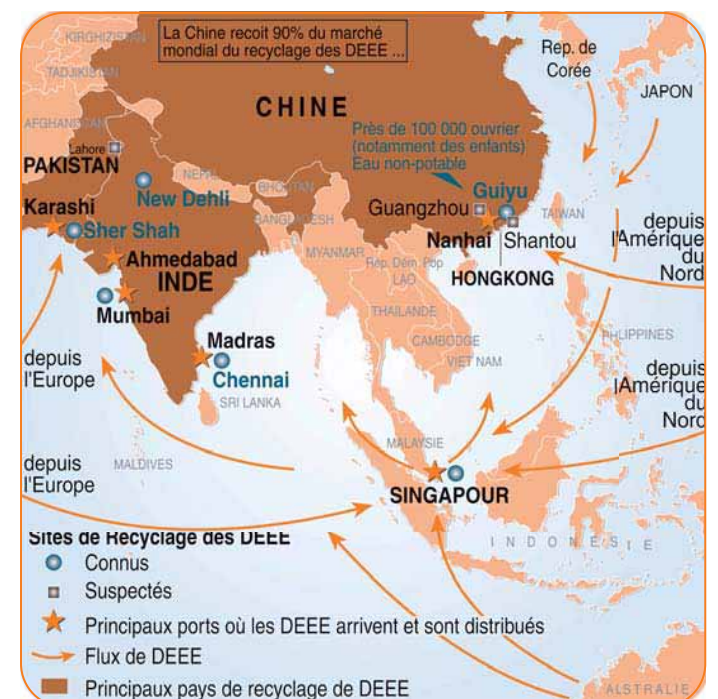 La Chine recoit 90% du marché
mondial du recyclage des DEEE ...
KIRGHIZISTAN
TADJIKISTAN
AFGHANISTAN
Rep. de
Corée
JAPON
CHINE
Près de 100 000 ouvrier
(notamment des enfants)
Eau non-potable
Lahore
PAKISTAN
New Dehli
NEPAL
BHOUTAN
Guiyu
Guangzhou
Karashi
Sher Shah
BANGLADESH
TAIWAN
depuis
l'Amérique
du
Nord
Nanhai
Shantou
Ahmedabad
MYANMAR
Rép. Dém. Pop
LAO
HONGKONG
INDE
Mumbai
THAILANDE
Madras
CAMBODGE
PHILIPPINES
depuis
l'Europe
Chennai
VIET NAM
SRI LANKA
depuis
lAmérique
du
Nord
MALAYSIE
depuis
l'Europe
MALDIVES
SINGAPOUR
INDONÉSIE
Sites de Recyclage des DEEE
Connus
Suspectés
Principaux ports où les DEEE arrivent et sont distribués
Flux de DEEE
Principaux pays de recyclage de DEEE
AUSTRALIE